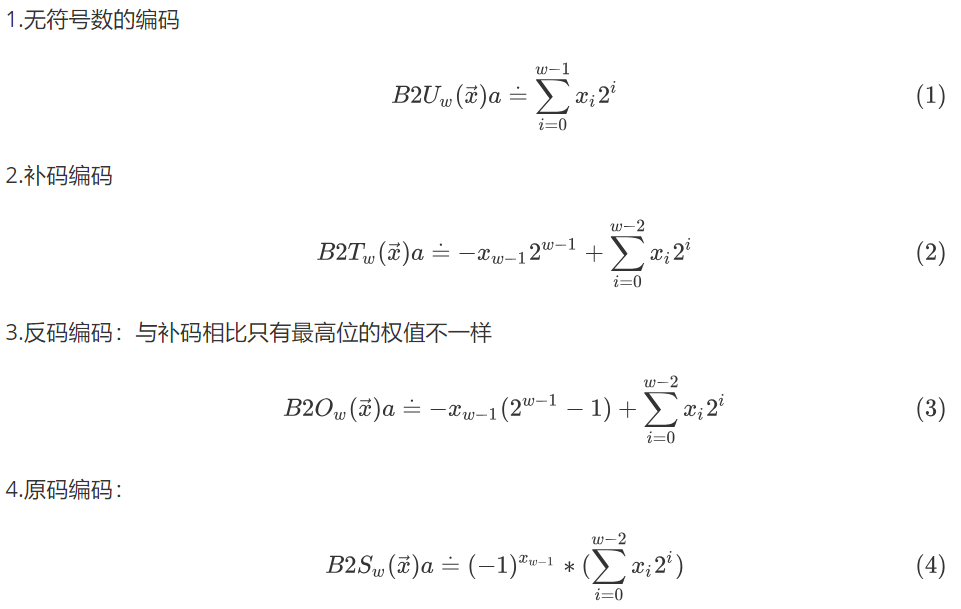 1.无符号数的编码
$B2U_w(\vec{x})a \doteq \sum_{i=0}^{w-1} x_i 2^i$ (1)
2.补码编码
$B2T_w(\vec{x})a \doteq -x_{w-1}2^{w-1} + \sum_{i=0}^{w-2} x_i 2^i$ (2)
3.反码编码：与补码相比只有最高位的权值不一样
$B2O_w(\vec{x})a \doteq -x_{w-1}(2^{w-1} - 1) + \sum_{i=0}^{w-2} x_i 2^i$ (3)
4.原码编码：
$B2S_w(\vec{x})a \doteq (-1)^{x_{w-1}} * (\sum_{i=0}^{w-2} x_i 2^i)$ (4)